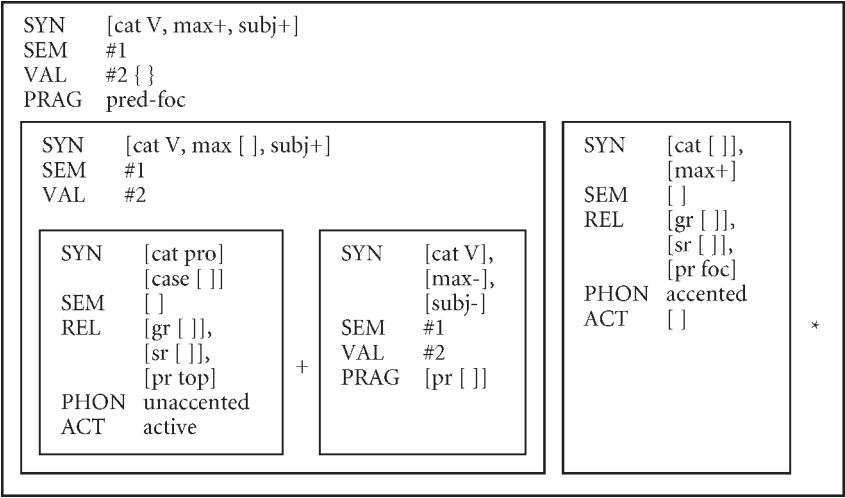 SYN [cat V, max+, subj+]
SEM #1
VAL #2 { }
PRAG pred-foc
SYN [cat V, max [ ], subj+]
SEM #1
VAL #2
SYN [cat pro]
[case [ ]]
SEM [ ]
REL [gr [ ]],
[sr [ ]],
[pr top]
PHON unaccented
ACT active
+
SYN [cat V],
[max-],
[subj-]
SEM #1
VAL #2
PRAG [pr [ ]]
SYN [cat [ ]],
[max+]
SEM [ ]
REL [gr [ ]],
[sr [ ]],
[pr foc]
PHON accented
ACT [ ]
*